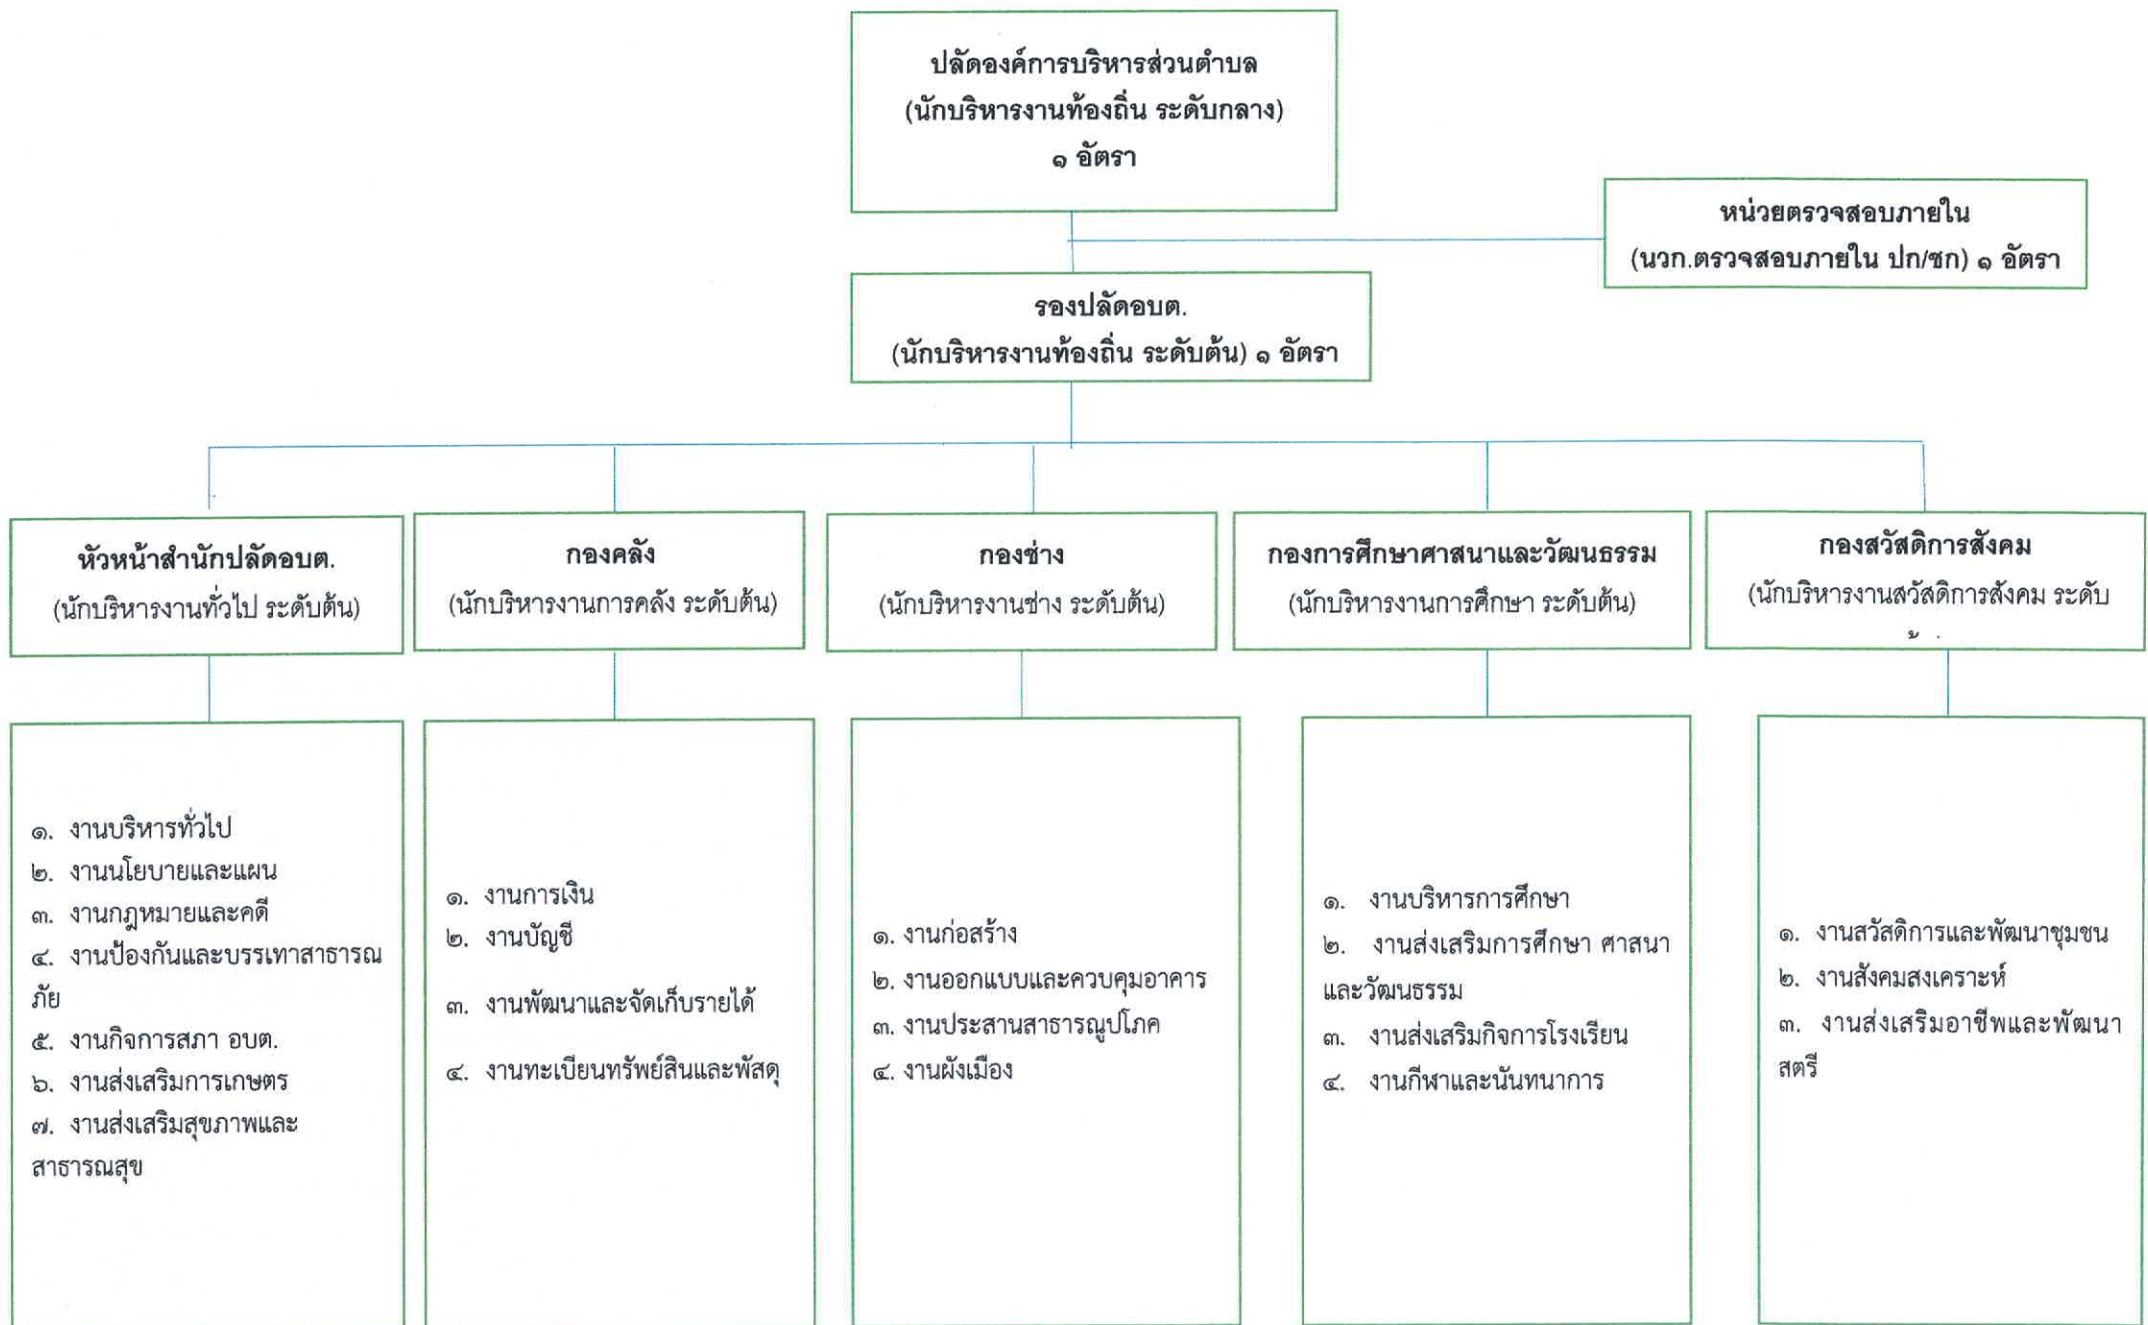 ปลัดองค์การบริหารส่วนตำบล
(นักบริหารงานท้องถิ่น ระดับกลาง)
๑ อัตรา
หน่วยตรวจสอบภายใน
(นวก.ตรวจสอบภายใน ปก/ชก) ๑ อัตรา
รองปลัดอบต.
(นักบริหารงานท้องถิ่น ระดับต้น) ๑ อัตรา
หัวหน้าสำนักปลัดอบต.
(นักบริหารงานทั่วไป ระดับต้น)
กองคลัง
(นักบริหารงานการคลัง ระดับต้น)
กองช่าง
(นักบริหารงานช่าง ระดับต้น)
กองการศึกษาศาสนาและวัฒนธรรม
(นักบริหารงานการศึกษา ระดับต้น)
กองสวัสดิการสังคม
(นักบริหารงานสวัสดิการสังคม ระดับ
๑. งานบริหารทั่วไป
๒. งานนโยบายและแผน
๓. งานกฎหมายและคดี
๔. งานป้องกันและบรรเทาสาธารณ
ภัย
๕. งานกิจการสภา อบต.
๖. งานส่งเสริมการเกษตร
๗. งานส่งเสริมสุขภาพและ
สาธารณสุข
๑. งานการเงิน
๒. งานบัญชี
๓. งานพัฒนาและจัดเก็บรายได้
๔. งานทะเบียนทรัพย์สินและพัสดุ
๑. งานก่อสร้าง
๒. งานออกแบบและควบคุมอาคาร
๓. งานประสานสาธารณูปโภค
๔. งานผังเมือง
๑. งานบริหารการศึกษา
๒. งานส่งเสริมการศึกษา ศาสนา
และวัฒนธรรม
๓. งานส่งเสริมกิจการโรงเรียน
๔. งานกีฬาและนันทนาการ
๑. งานสวัสดิการและพัฒนาชุมชน
๒. งานสังคมสงเคราะห์
๓. งานส่งเสริมอาชีพและพัฒนา
สตรี